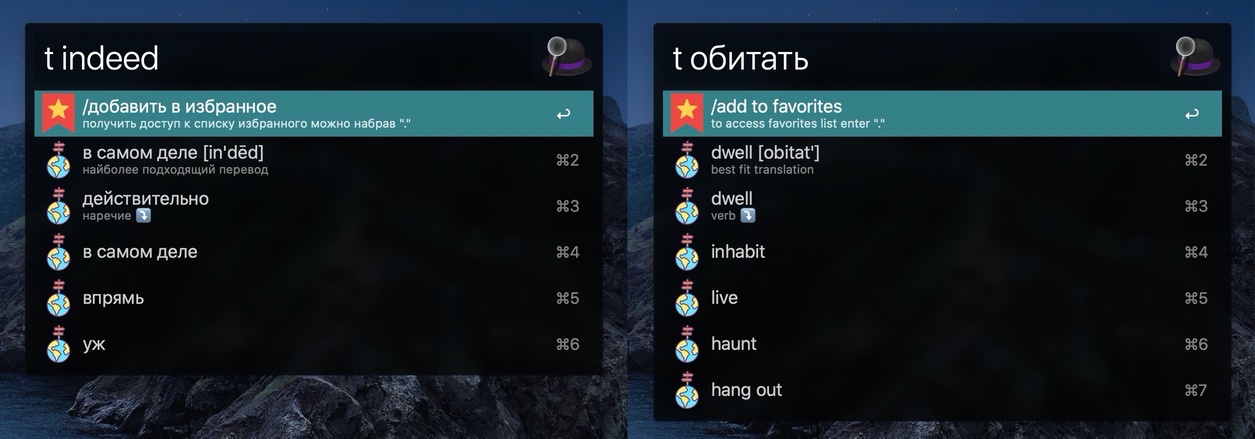 t indeed
/добавить в избранное
получить доступ к списку избранного можно набрав "."
в самом деле [in'dēd]
⌘2
наиболее подходящий перевод
действительно
⌘3
наречие
в самом деле
⌘4
впрямь
⌘5
уж
⌘6
t обитать
/add to favorites
to access favorites list enter "."
dwell [obitat']
⌘2
best fit translation
dwell
⌘3
verb
inhabit
⌘4
live
⌘5
haunt
⌘6
hang out
⌘7